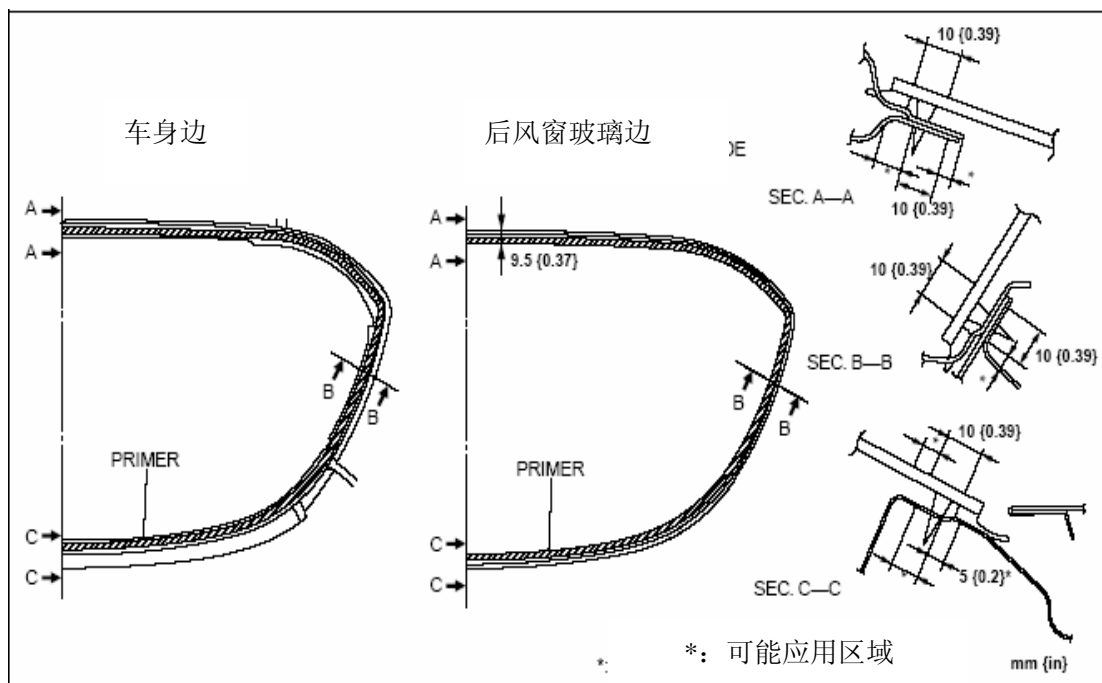 10 {0.39}
车身边
后风窗玻璃边
DE
*
*
SEC. A—A
10 {0.39}
A
A
A
A
9.5 {0.37}
10 {0.39}
10 {0.39}
*
SEC. B—B
B
B
B
B
10 {0.39}
*
PRIMER
PRIMER
C
C
C
C
*
5 {0.2}*
SEC. C—C
*:
*: 可能应用区域
mm {in}